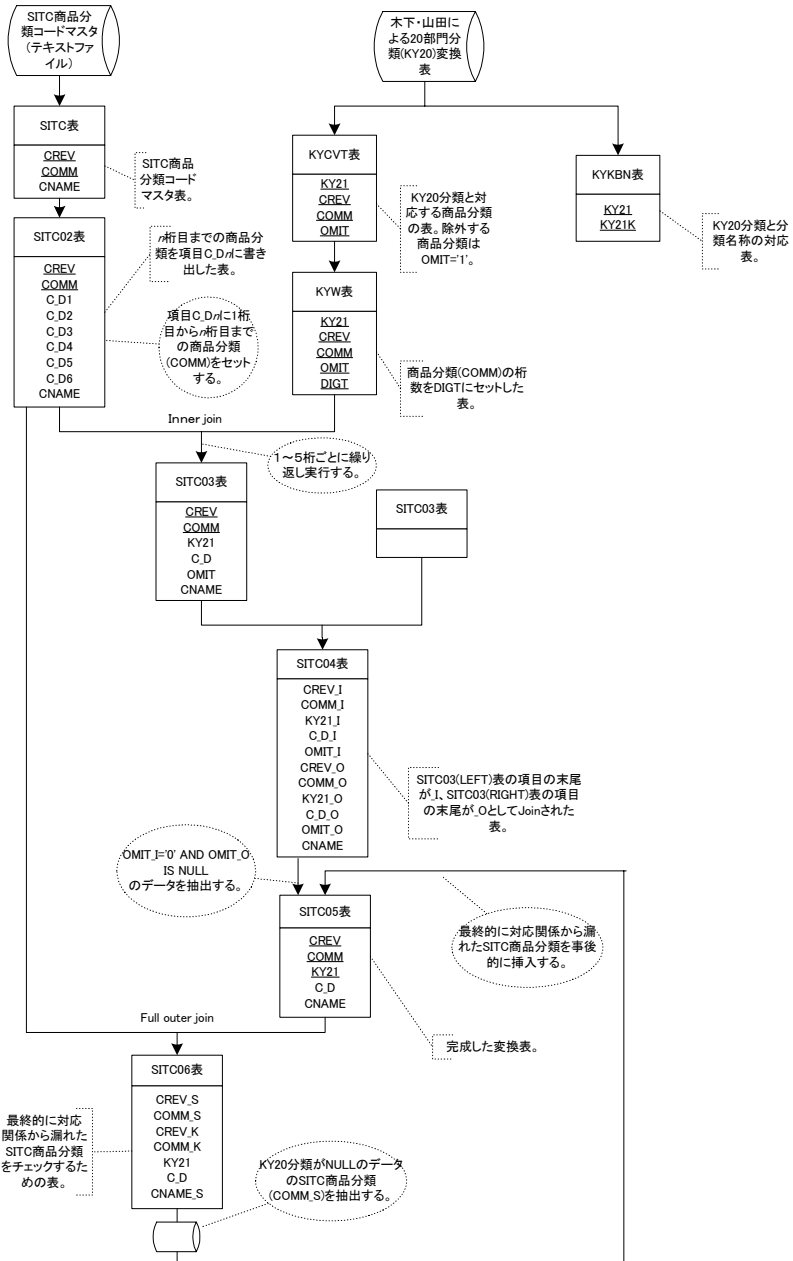 SITC商品分
類コードマスタ
(テキストファ
イル)
木下・山田によ
る20部門分
類(KY20)変換
表
SITC表
CREV
COMM
CNAME
SITC商品
分類コード
マスタ表。
KYCVT表
KY21
CREV
COMM
OMIT
KY20分類と対
応する商品分類
の表。除外する
商品分類は
OMIT='1'。
KYKBN表
KY21
KY21K
KY20分類と分
類名称の対応
表。
SITC02表
CREV
COMM
C_D1
C_D2
C_D3
C_D4
C_D5
C_D6
CNAME
n桁目までの商品分
類を項目C_Dnに書き
出した表。
項目C_Dnに1桁
目からn桁目まで
の商品分類
(COMM)をセット
する。
KYW表
KY21
CREV
COMM
OMIT
DIGT
商品分類(COMM)の桁
数をDIGTにセットした
表。
Inner join
1～5桁ごとに繰り
返し実行する。
SITC03表
CREV
COMM
KY21
C_D
OMIT
CNAME
SITC03表
SITC04表
CREV_I
COMM_I
KY21_I
C_D_I
OMIT_I
CREV_O
COMM_O
KY21_O
C_D_O
OMIT_O
CNAME
SITC03(LEFT)表の項目の末尾
が_I、SITC03(RIGHT)表の項目
の末尾が_OとしてJoinされた
表。
OMIT_I='0' AND OMIT_O
IS NULL
のデータを抽出する。
SITC05表
CREV
COMM
KY21
C_D
CNAME
最終的に対応関係から漏
れたSITC商品分類を事後
的に挿入する。
完成した変換表。
Full outer join
SITC06表
CREV_S
COMM_S
CREV_K
COMM_K
KY21
C_D
CNAME_S
最終的に対応
関係から漏れた
SITC商品分類
をチェックするた
めの表。
KY20分類がNULLのデータ
のSITC商品分類
(COMM_S)を抽出する。